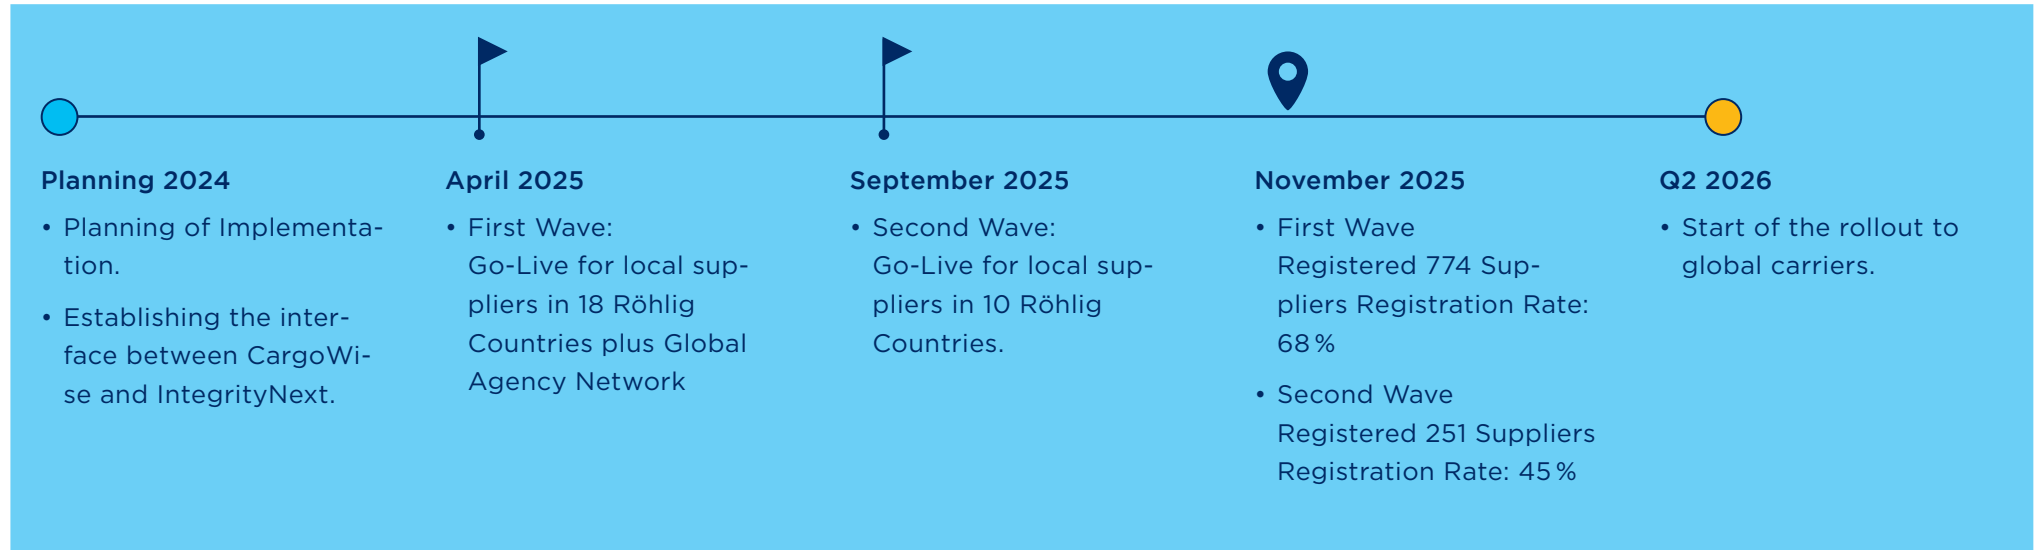 Planning 2024
• Planning of Implementa-
tion.
• Establishing the inter-
face between CargoWi-
se and IntegrityNext.
April 2025
• First Wave:
Go-Live for local sup-
pliers in 18 Röhlig
Countries plus Global
Agency Network
September 2025
• Second Wave:
Go-Live for local sup-
pliers in 10 Röhlig
Countries.
November 2025
• First Wave
Registered 774 Sup-
pliers Registration Rate:
68 %
• Second Wave
Registered 251 Suppliers
Registration Rate: 45 %
Q2 2026
• Start of the rollout to
global carriers.